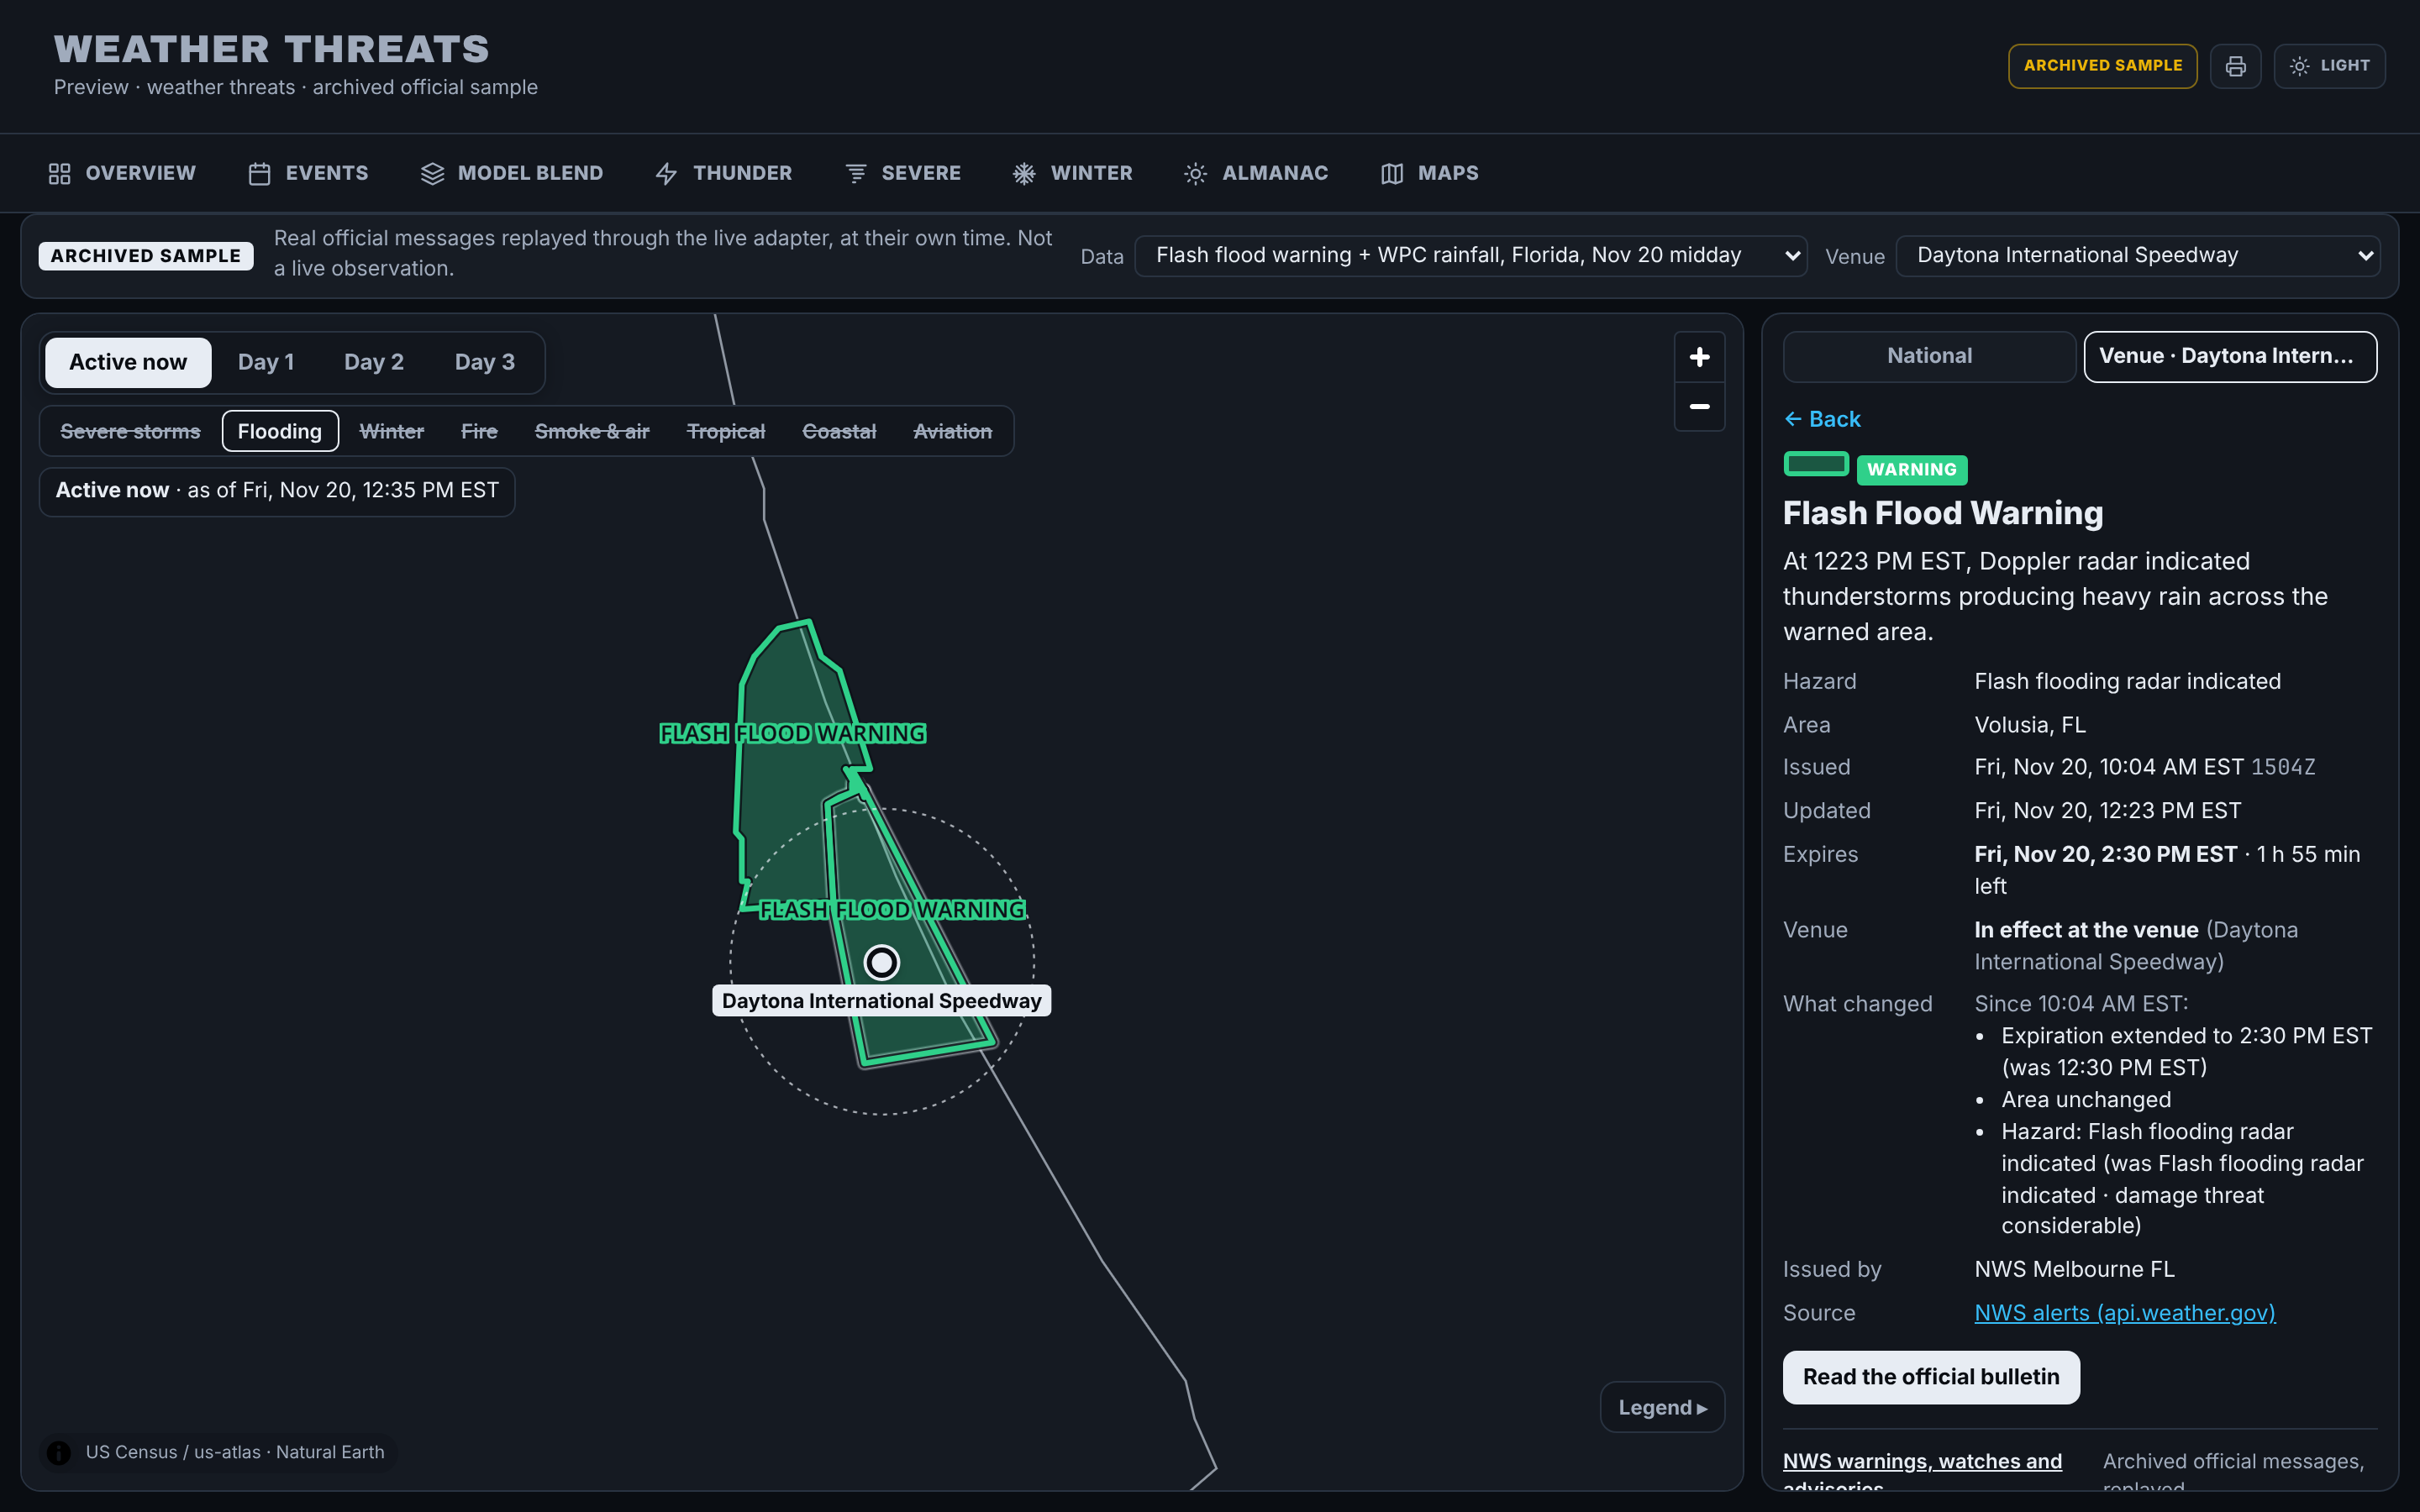 WEATHER THREATS
Preview · weather threats · archived official sample
ARCHIVED SAMPLE
LIGHT
OVERVIEW
EVENTS
MODEL BLEND
THUNDER
SEVERE
WINTER
ALMANAC
MAPS
ARCHIVED SAMPLE
Real official messages replayed through the live adapter, at their own time. Not
a live observation.
Data
Flash flood warning + WPC rainfall, Florida, Nov 20 midday
Venue
Daytona International Speedway
Active now
Day 1
Day 2
Day 3
Severe storms
Flooding
Winter
Fire
Smoke & air
Tropical
Coastal
Aviation
Active now · as of Fri, Nov 20, 12:35 PM EST
+
−
FLASH FLOOD WARNING
FLASH FLOOD WARNING
Daytona International Speedway
Legend ▸
US Census / us-atlas · Natural Earth
National
Venue · Daytona Intern...
← Back
WARNING
Flash Flood Warning
At 1223 PM EST, Doppler radar indicated
thunderstorms producing heavy rain across the
warned area.
Hazard
Flash flooding radar indicated
Area
Volusia, FL
Issued
Fri, Nov 20, 10:04 AM EST 1504Z
Updated
Fri, Nov 20, 12:23 PM EST
Expires
Fri, Nov 20, 2:30 PM EST · 1 h 55 min
left
Venue
In effect at the venue (Daytona
International Speedway)
What changed
Since 10:04 AM EST:
• Expiration extended to 2:30 PM EST
(was 12:30 PM EST)
• Area unchanged
• Hazard: Flash flooding radar
indicated (was Flash flooding radar
indicated · damage threat
considerable)
Issued by
NWS Melbourne FL
Source
NWS alerts (api.weather.gov)
Read the official bulletin
NWS warnings, watches and
advisories
Archived official messages,
replayed